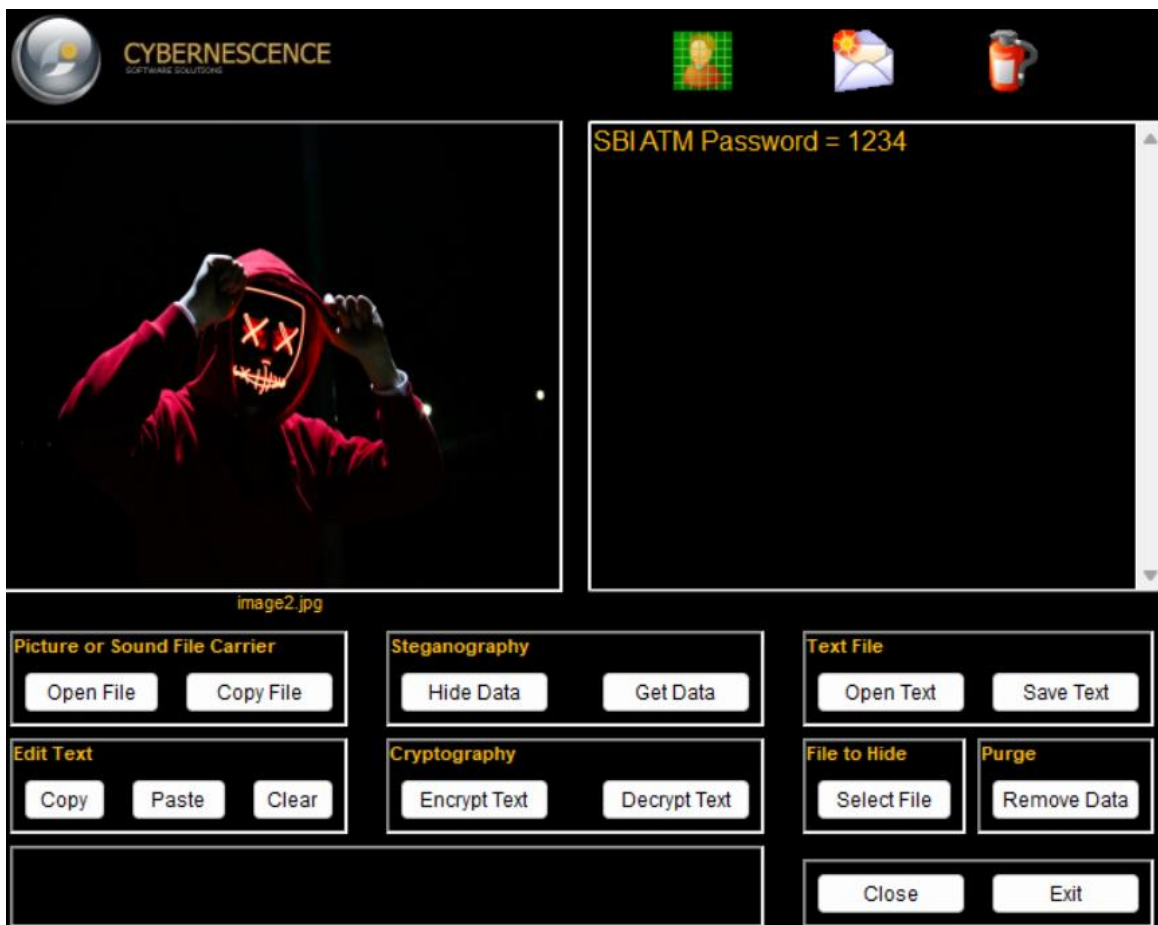 CYBERNESCENCE
SOFTWARE SOLUTIONS
SBI ATM Password = 1234
image2.jpg
Picture or Sound File Carrier
Open File
Copy File
Steganography
Hide Data
Get Data
Text File
Open Text
Save Text
Edit Text
Copy
Paste
Clear
Cryptography
Encrypt Text
Decrypt Text
File to Hide
Select File
Purge
Remove Data
Close
Exit